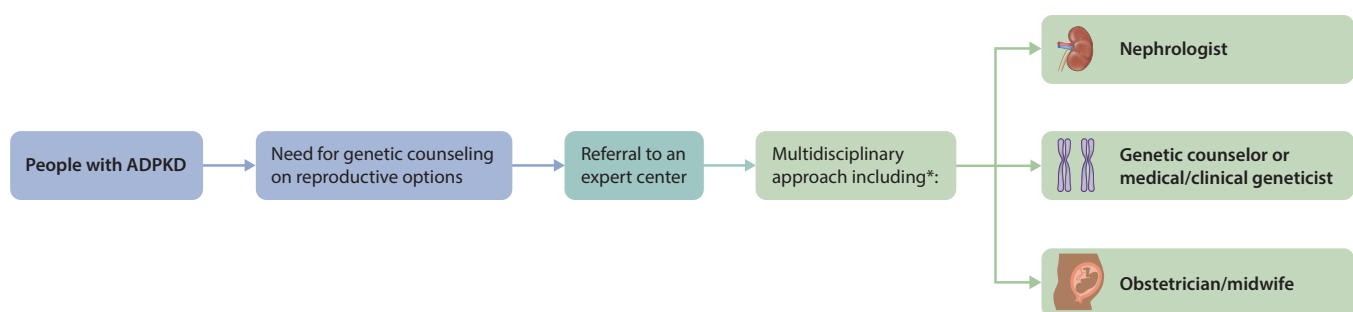 Nephrologist
People with ADPKD
Need for genetic counseling
on reproductive options
Referral to an
expert center
Multidisciplinary
approach including*:
Genetic counselor or
medical/clinical geneticist
Obstetrician/midwife